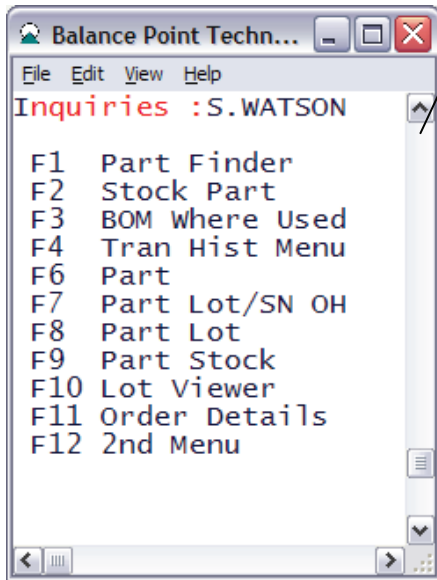 Balance Point Techn...
File Edit View Help
Inquiries :S.WATSON
F1 Part Finder
F2 Stock Part
F3 BOM Where Used
F4 Tran Hist Menu
F6 Part
F7 Part Lot/SN OH
F8 Part Lot
F9 Part Stock
F10 Lot Viewer
F11 Order Details
F12 2nd Menu